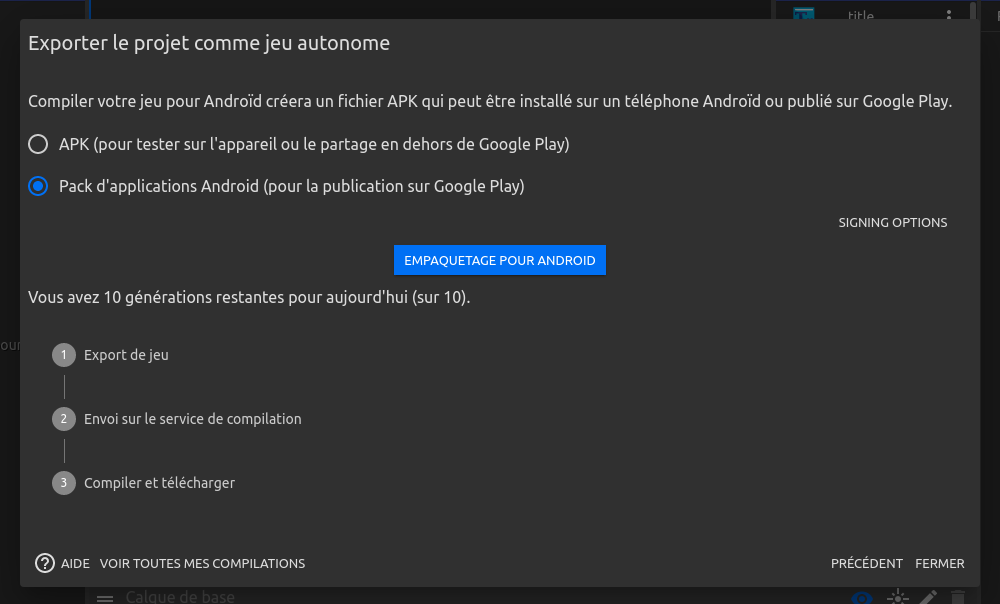 title
Exporter le projet comme jeu autonome
Compiler votre jeu pour Androïd créera un fichier APK qui peut être installé sur un téléphone Androïd ou publié sur Google Play.
APK (pour tester sur l'appareil ou le partage en dehors de Google Play)
Pack d'applications Android (pour la publication sur Google Play)
SIGNING OPTIONS
EMPAQUETAGE POUR ANDROID
Vous avez 10 générations restantes pour aujourd'hui (sur 10).
our
1 Export de jeu
2 Envoi sur le service de compilation
3 Compiler et télécharger
? AIDE VOIR TOUTES MES COMPILATIONS PRÉCÉDENT FERMER
Calque de base